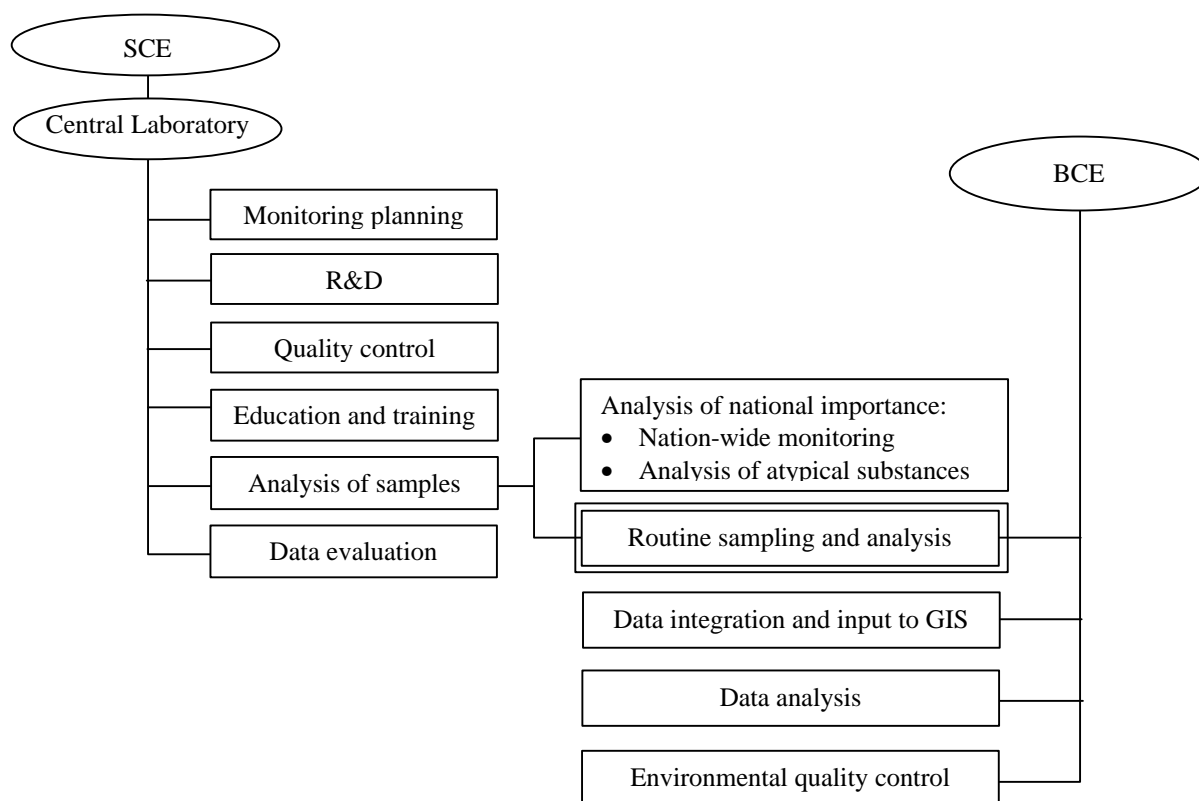 SCE
Central Laboratory
BCE
Monitoring planning
R&D
Quality control
Education and training
Analysis of samples
Data evaluation
Analysis of national importance:
• Nation-wide monitoring
• Analysis of atypical substances
Routine sampling and analysis
Data integration and input to GIS
Data analysis
Environmental quality control